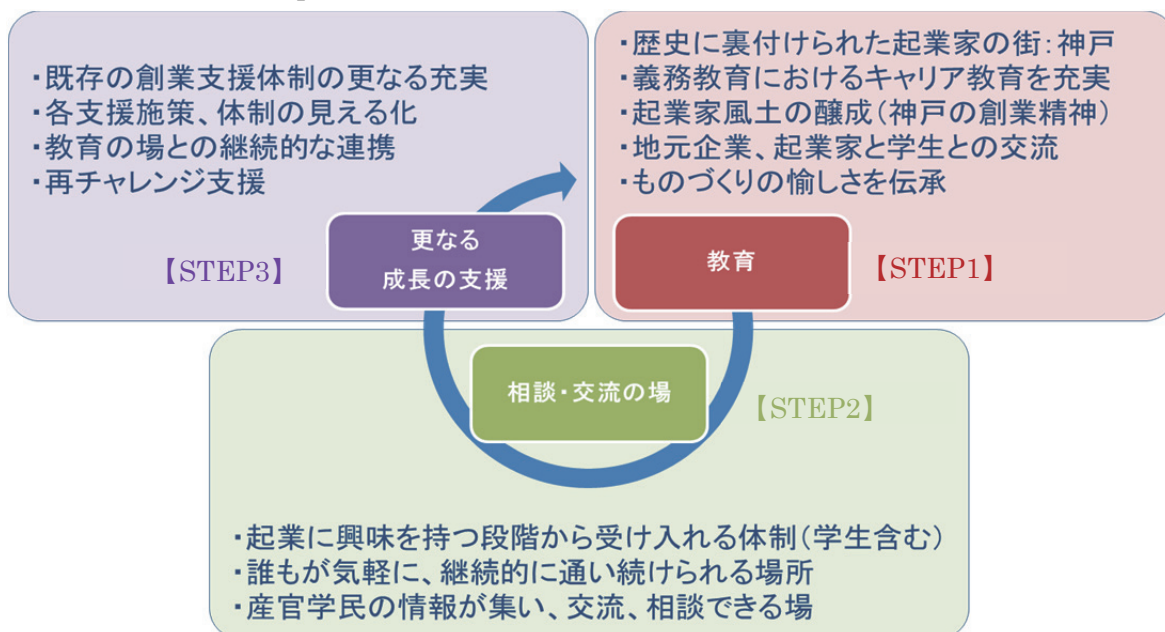 ・歴史に裏付けられた起業家の街：神戸
・義務教育におけるキャリア教育を充実
・起業家風土の醸成（神戸の創業精神）
・地元企業、起業家と学生との交流
・ものづくりの愉しさを伝承
教育
【STEP1】
相談・交流の場
【STEP2】
・起業に興味を持つ段階から受け入れる体制（学生含む）
・誰もが気軽に、継続的に通い続けられる場所
・産官学民の情報が集い、交流、相談できる場
・既存の創業支援体制の更なる充実
・各支援施策、体制の見える化
・教育の場との継続的な連携
・再チャレンジ支援
更なる
成長の支援
【STEP3】